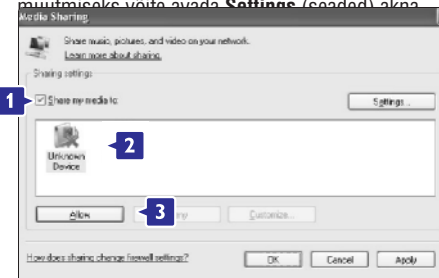 muutmiseks võite avada Settings (seaded) akna
Media Sharing
Share music, pictures, and video on your network.
Learn more about sharing.
Sharing settings
1
Share my media to:
Settings...
Unknown
Device
2
Allow
3
Customize...
How does sharing change firewall settings?
OK
Cancel
Apply